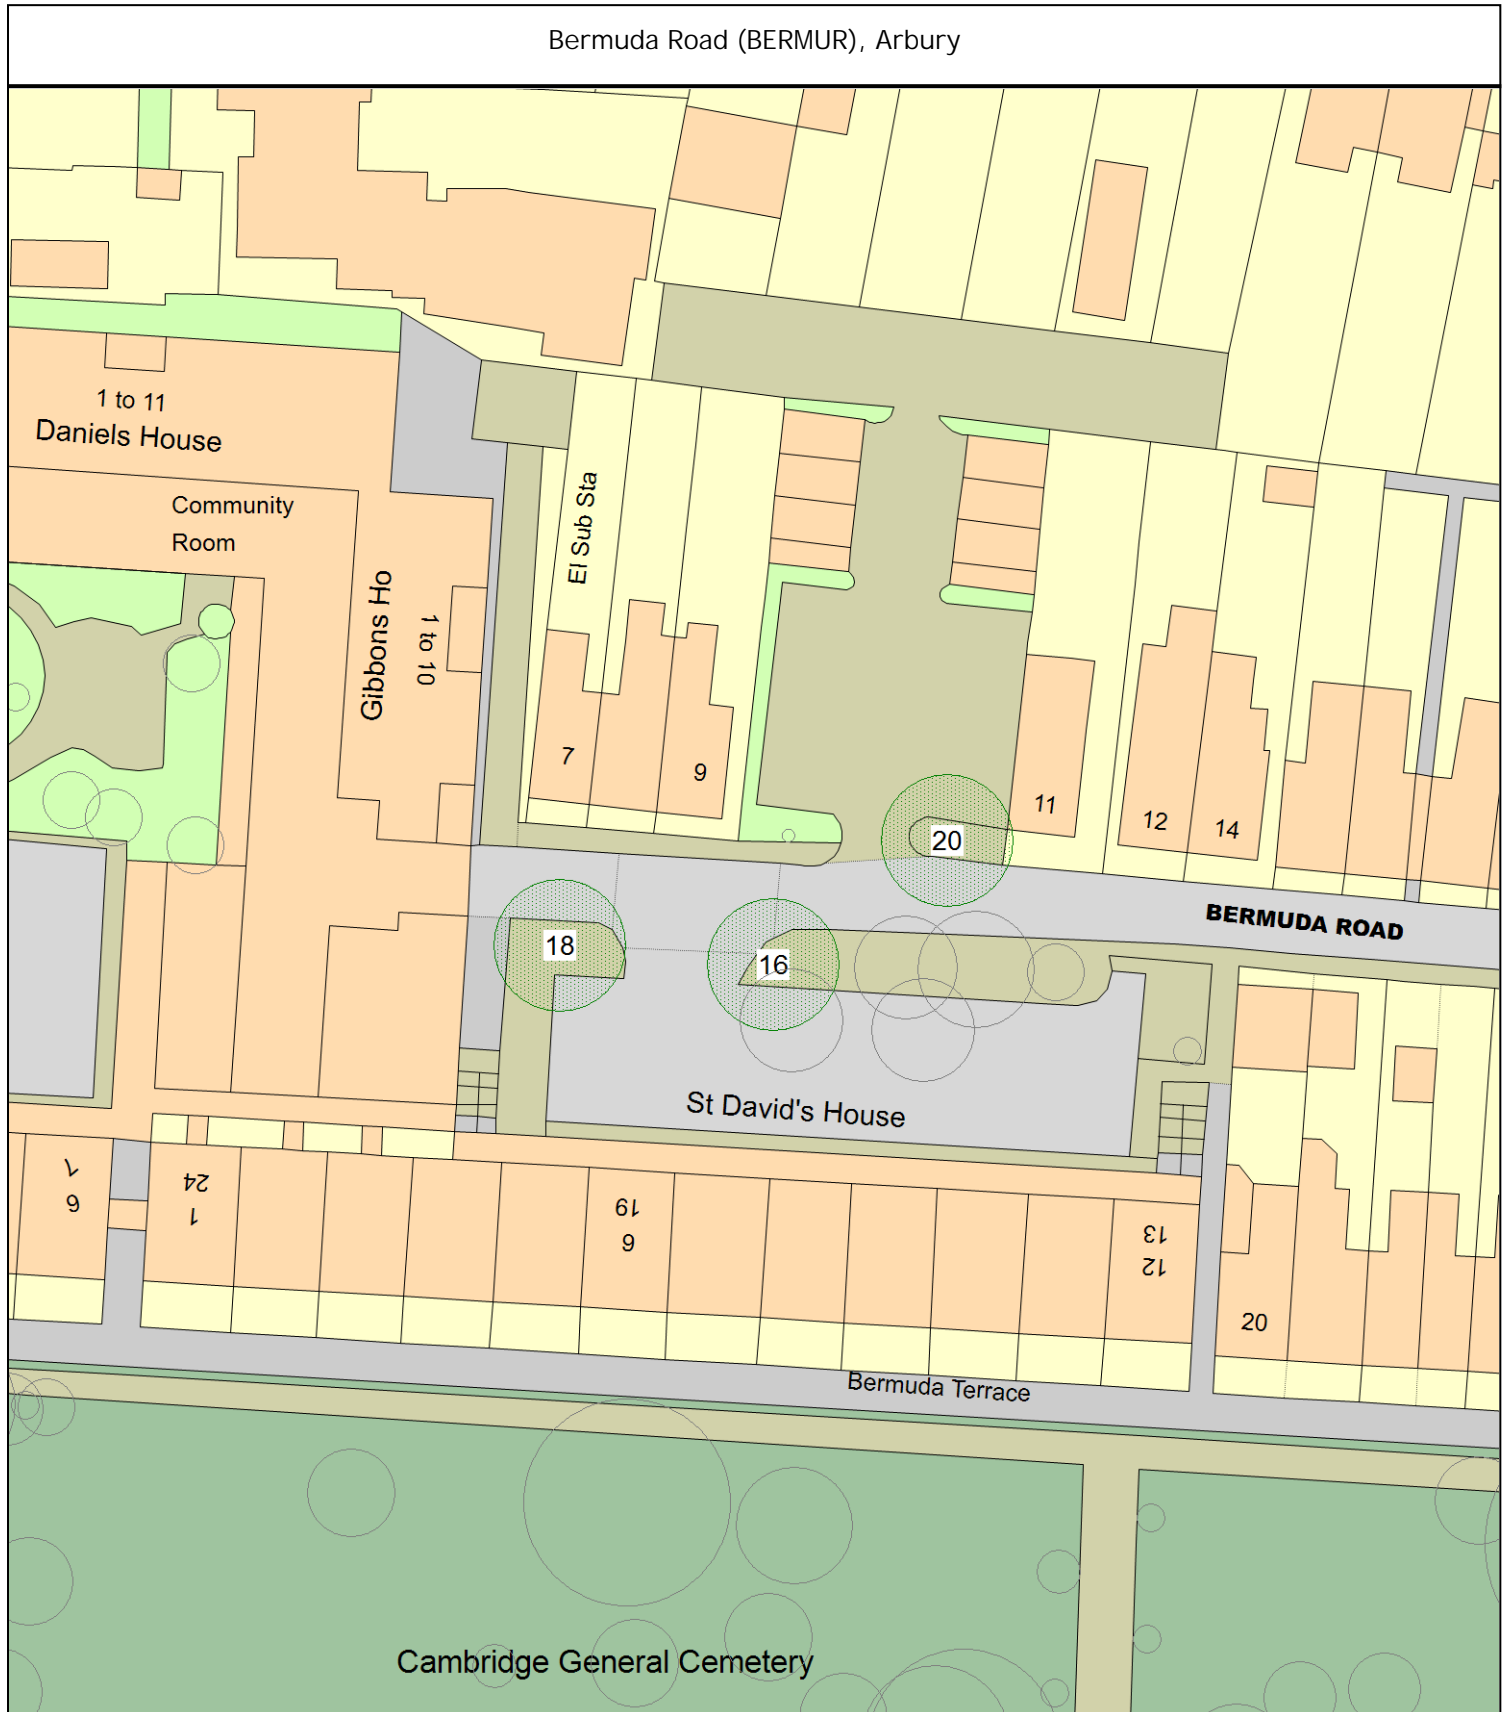 Bermuda Road (BERMUR), Arbury
1 to 11
Daniels House
Community
Room
El Sub Sta
Gibbons Ho
1 to 10
7
9
11
12
14
20
18
16
BERMUDA ROAD
St David's House
1
6
24
1
19
6
13
12
20
Bermuda Terrace
Cambridge General Cemetery